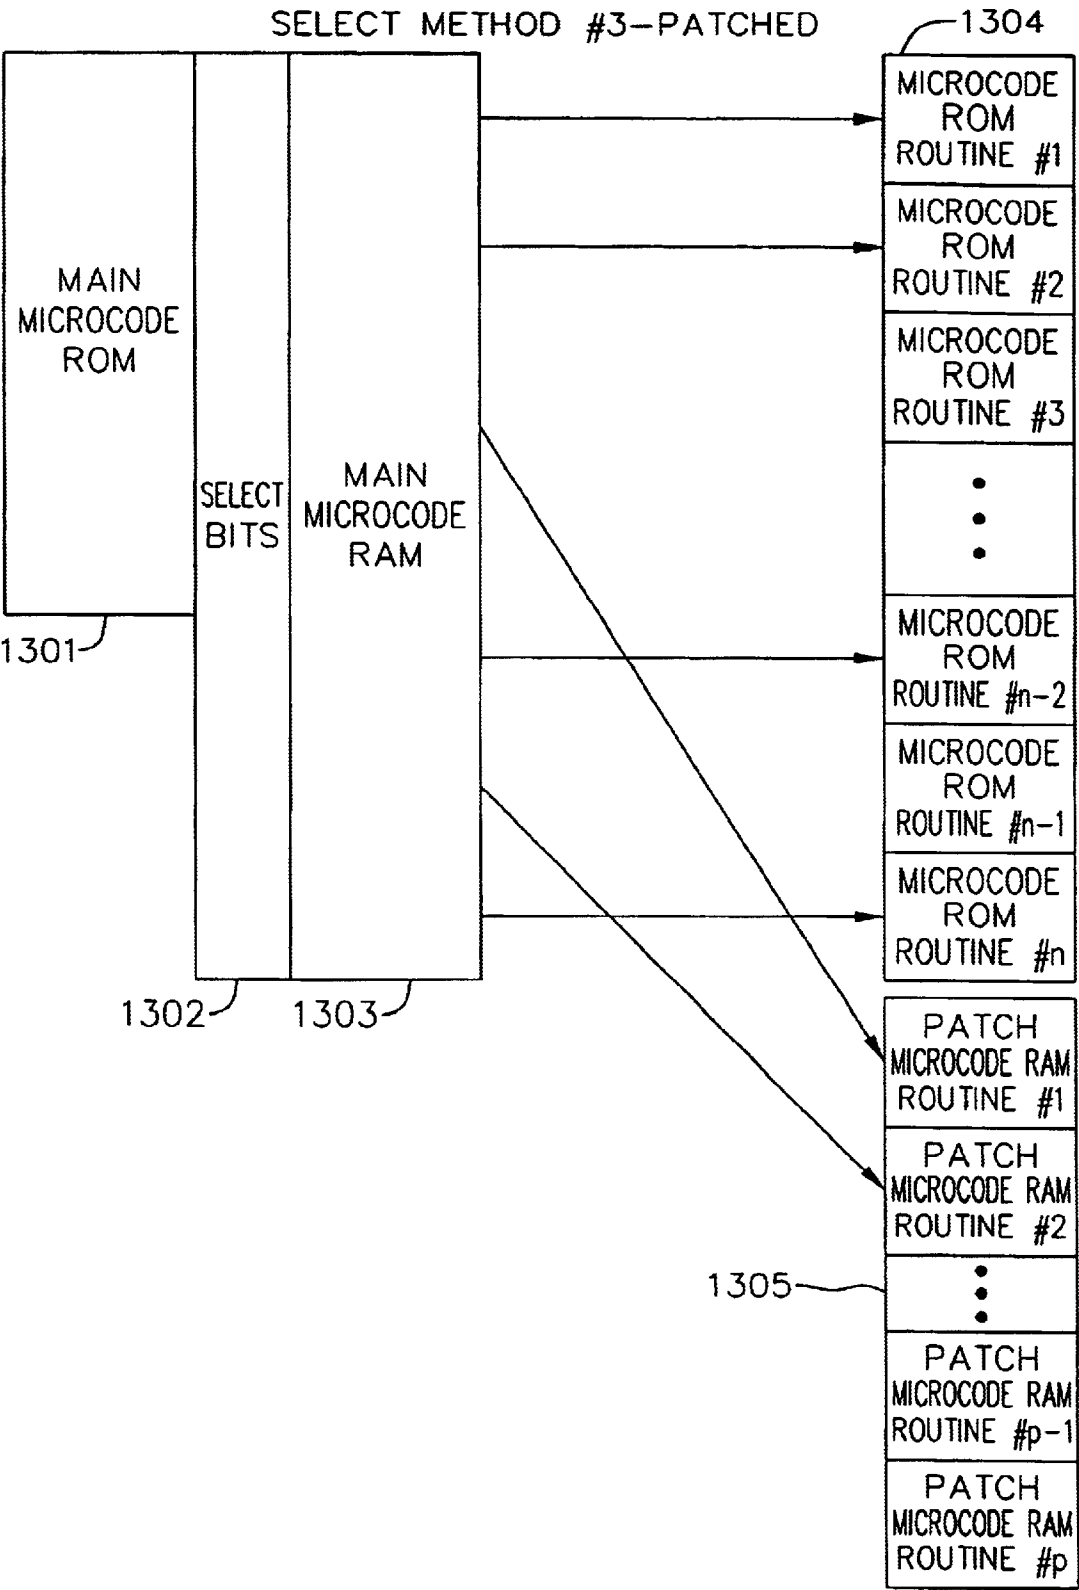 SELECT METHOD #3-PATCHED
1304
MAIN
MICROCODE
ROM
1301
SELECT
BITS
1302
MAIN
MICROCODE
RAM
1303
MICROCODE
ROM
ROUTINE #1
MICROCODE
ROM
ROUTINE #2
MICROCODE
ROM
ROUTINE #3
MICROCODE
ROM
ROUTINE #n-2
MICROCODE
ROM
ROUTINE #n-1
MICROCODE
ROM
ROUTINE #n
PATCH
MICROCODE RAM
ROUTINE #1
PATCH
MICROCODE RAM
ROUTINE #2
1305
PATCH
MICROCODE RAM
ROUTINE #p-1
PATCH
MICROCODE RAM
ROUTINE #p